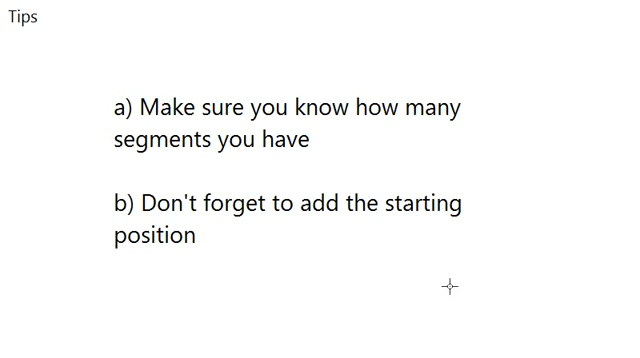 Tips
a) Make sure you know how many
segments you have
b) Don't forget to add the starting
position